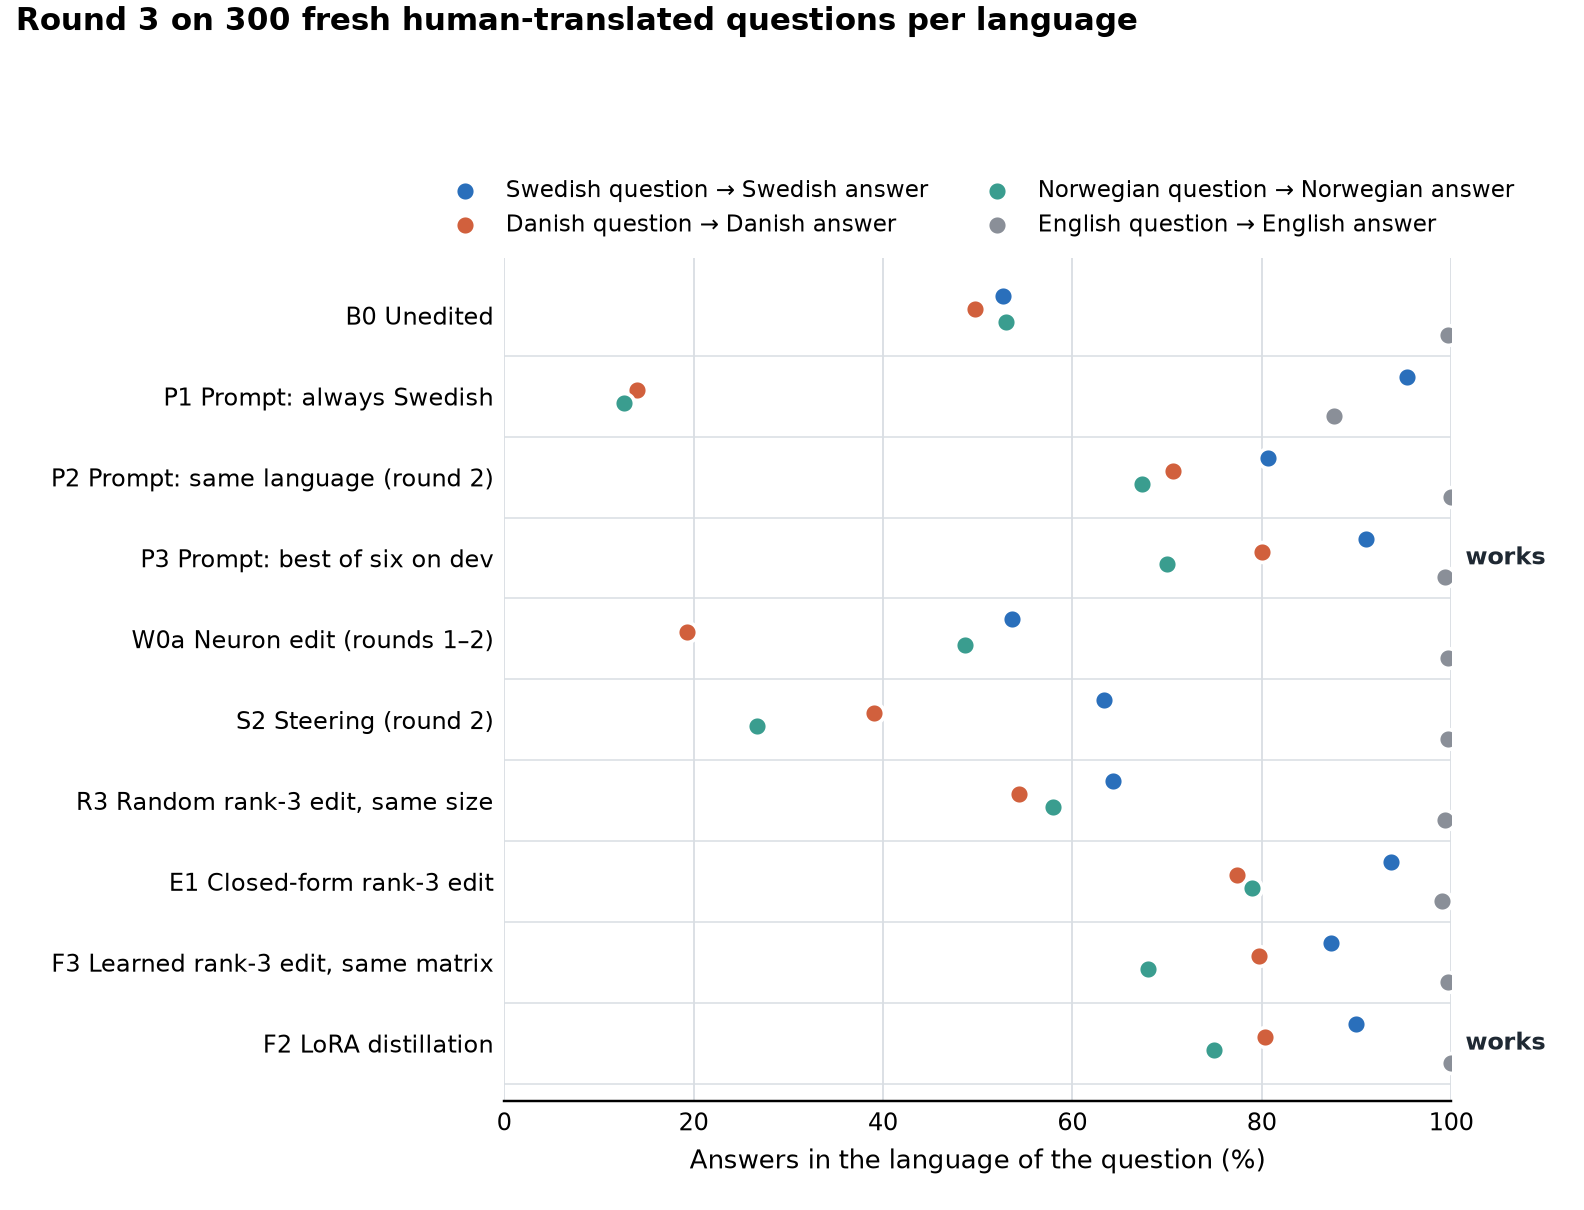 Round 3 on 300 fresh human-translated questions per language
Swedish question → Swedish answer
Norwegian question → Norwegian answer
Danish question → Danish answer
English question → English answer
B0 Unedited
P1 Prompt: always Swedish
P2 Prompt: same language (round 2)
P3 Prompt: best of six on dev
works
W0a Neuron edit (rounds 1–2)
S2 Steering (round 2)
R3 Random rank-3 edit, same size
E1 Closed-form rank-3 edit
F3 Learned rank-3 edit, same matrix
F2 LoRA distillation
works
0 20 40 60 80 100
Answers in the language of the question (%)